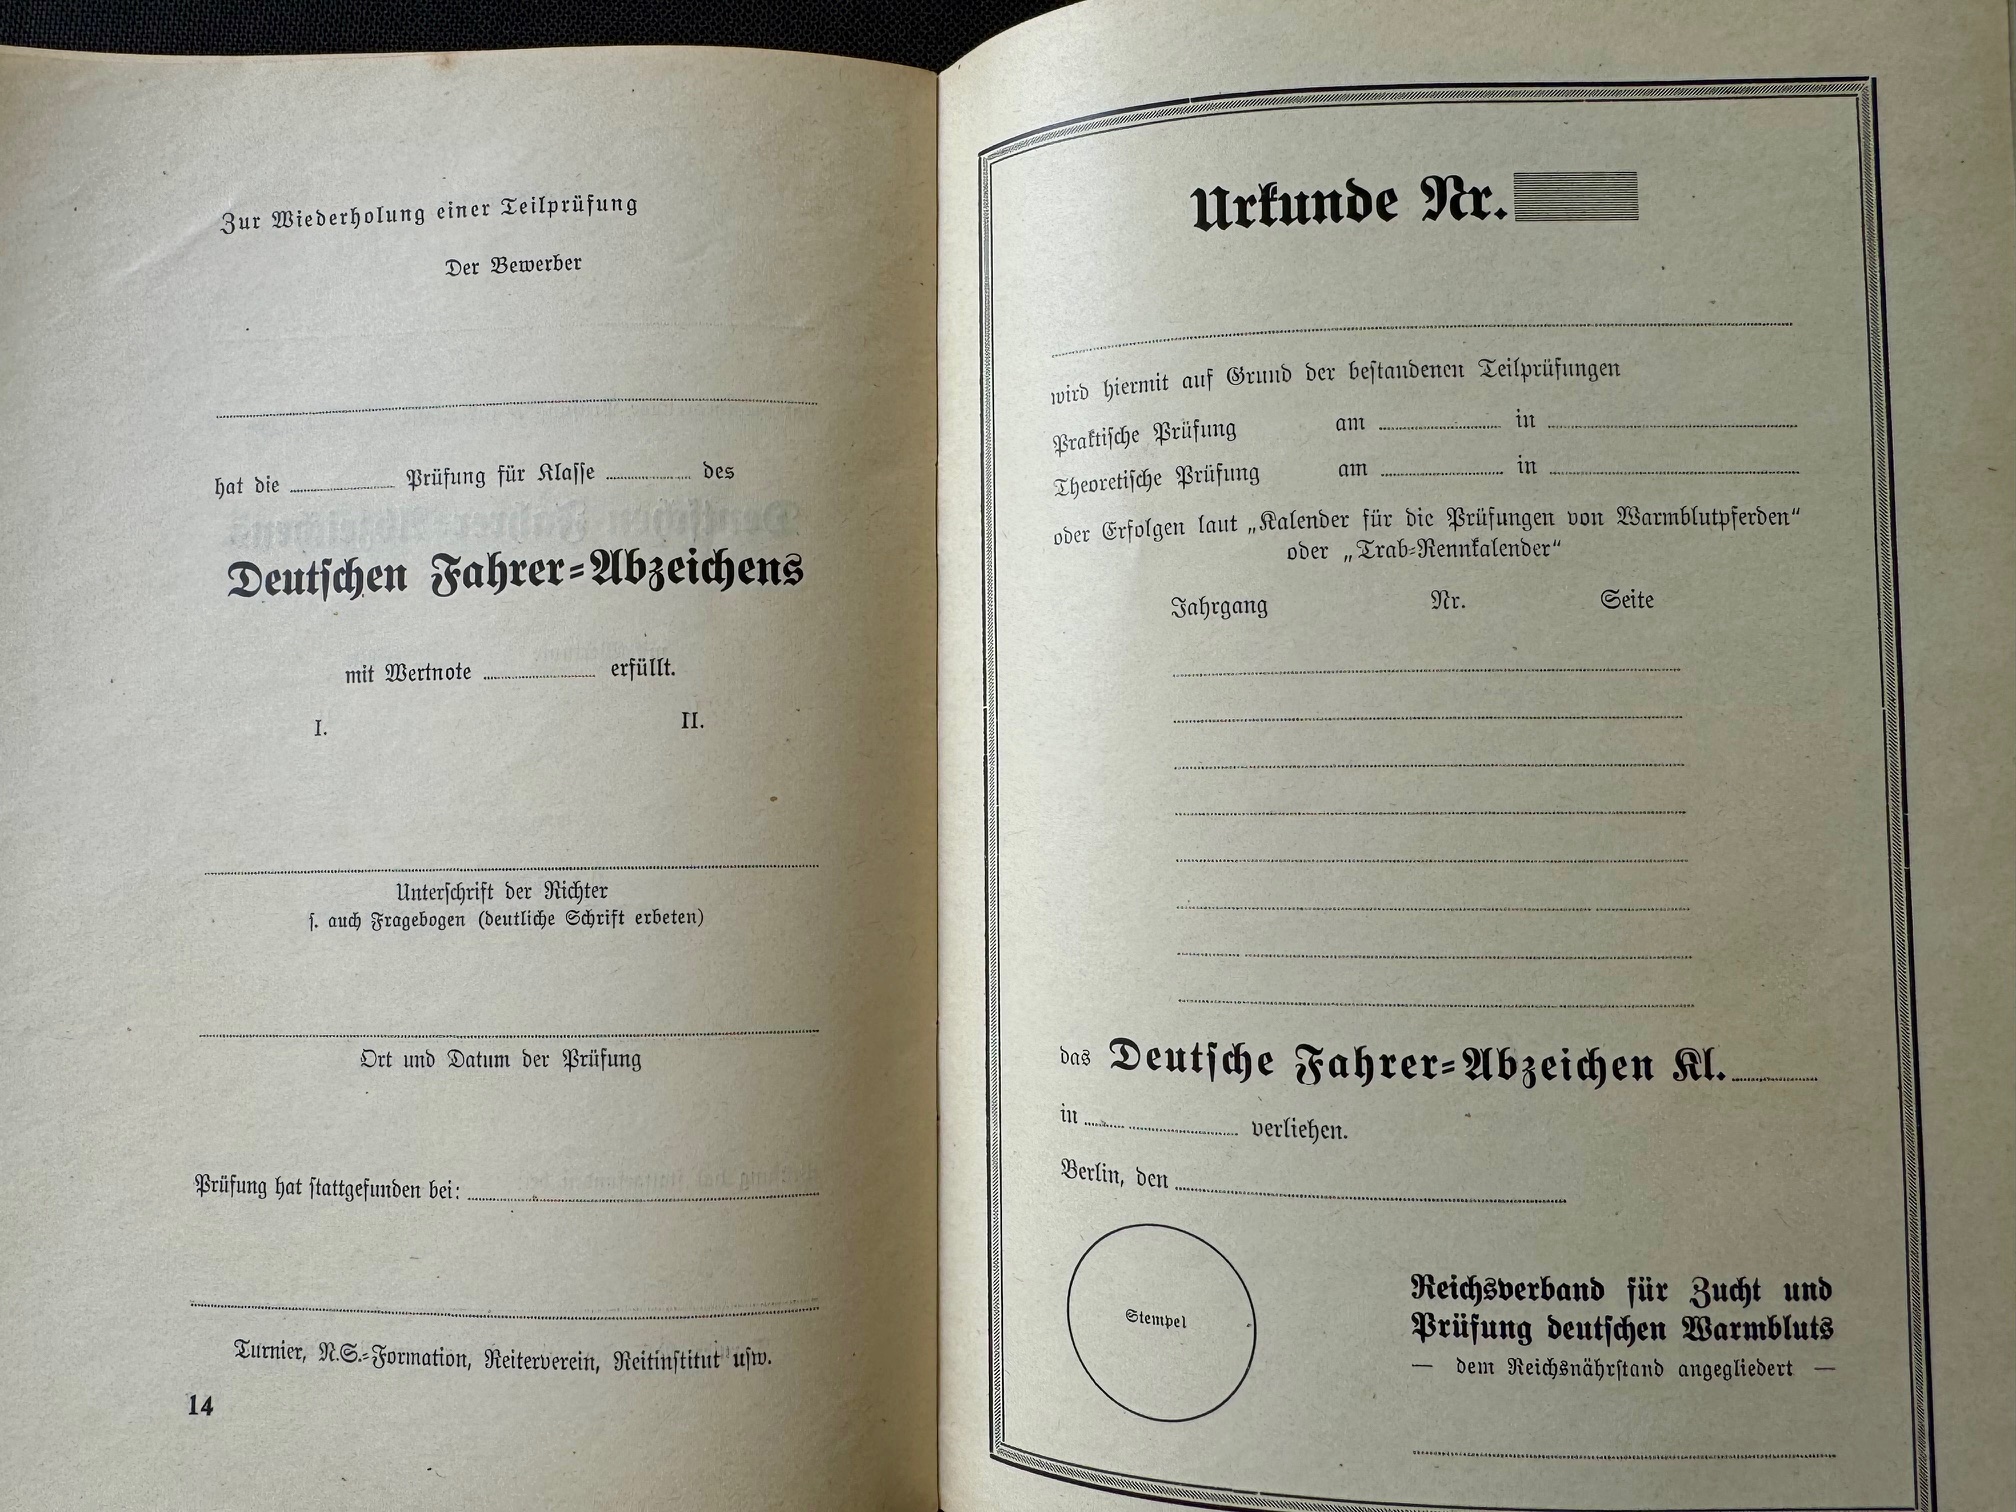 Zur Wiederholung einer Teilprüfung
Der Bewerber
hat die ............ Prüfung für Klasse ............ des
Deutschen Fahrer-Abzeichens
mit Wertnote ............ erfüllt.
I. II.
Unterschrift der Richter
s. auch Fragebogen (deutliche Schrift erbeten)
Ort und Datum der Prüfung
Prüfung hat stattgefunden bei: ............
Turnier, N.S.-Formation, Reiterverein, Reitinstitut usw.
14
Urkunde Nr.
wird hiermit auf Grund der bestandenen Teilprüfungen
Praktische Prüfung am ............ in ............
Theoretische Prüfung am ............ in ............
oder Erfolgen laut „Kalender für die Prüfungen von Warmblutpferden“
oder „Trab-Rennkalender“
Jahrgang Nr. Seite
das Deutsche Fahrer-Abzeichen Kl.............
in ............ verliehen.
Berlin, den ............
Stempel
Reichsverband für Zucht und
Prüfung deutschen Warmbluts
— dem Reichsnährstand angegliedert —